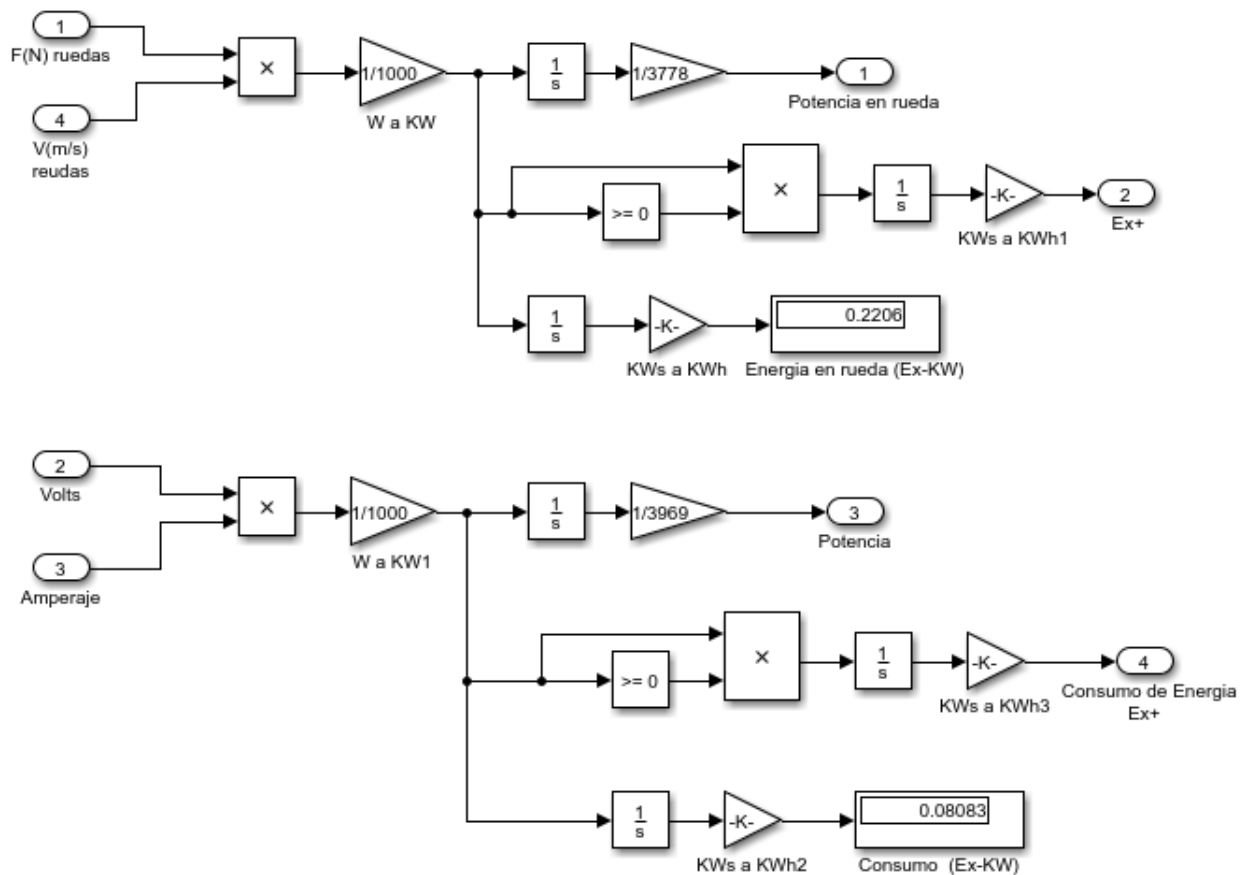 1
F(N) ruedas
4
V(m/s)
reudas
×
1/1000
W a KW
1
s
1/3778
1
Potencia en rueda
>= 0
×
1
s
-K-
KWs a KWh1
2
Ex+
1
s
-K-
KWs a KWh
0.2206
Energia en rueda (Ex-KW)
2
Volts
3
Amperaje
×
1/1000
W a KW1
1
s
1/3969
3
Potencia
>= 0
×
1
s
-K-
KWs a KWh3
4
Consumo de Energia
Ex+
1
s
-K-
KWs a KWh2
0.08083
Consumo (Ex-KW)